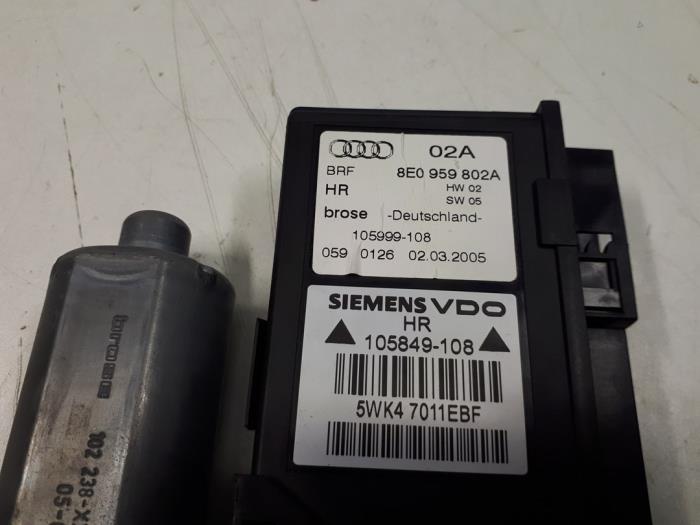 02A
BRF 8E0 959 802A
HR HW 02
SW 05
brose -Deutschland-
105999-108
059 0126 02.03.2005
SIEMENS VDO
HR
105849-108
5WK4 7011EBF
brose
102 238-X
05-